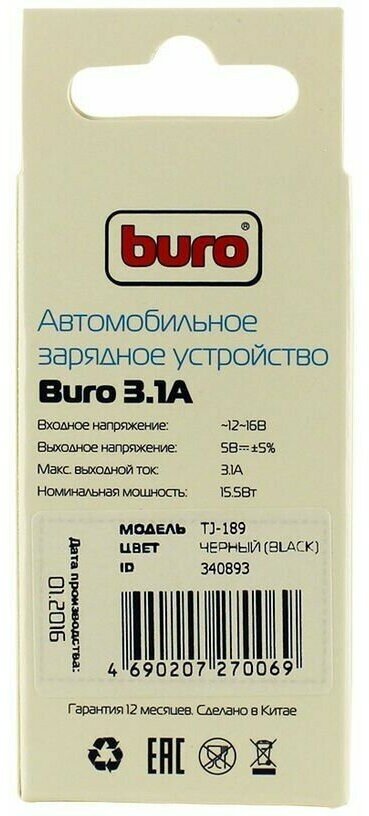 buro®
Автомобильное
зарядное устройство
Buro 3.1A
Входное напряжение: ~12-16В
Выходное напряжение: 5В⎓±5%
Макс. выходной ток: 3.1А
Номинальная мощность: 15.5Вт
МОДЕЛЬ TJ-189
ЦВЕТ ЧЕРНЫЙ (BLACK)
ID 340893
Дата производства:
01.2016
4 690207 270069
Гарантия 12 месяцев. Сделано в Китае
EAC